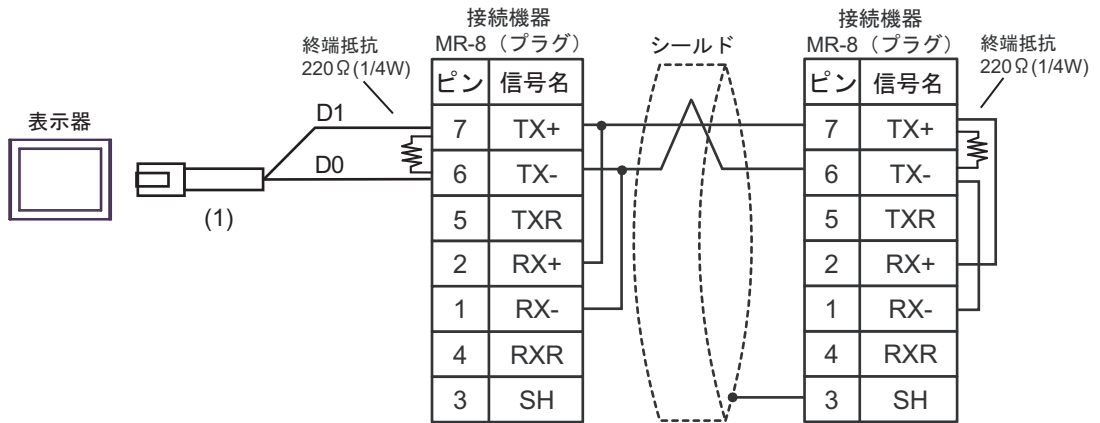 接続機器
MR-8（プラグ）
接続機器
MR-8（プラグ）
終端抵抗
220Ω(1/4W)
シールド
終端抵抗
220Ω(1/4W)
表示器
D1
D0
(1)
ピン 信号名
7 TX+
6 TX-
5 TXR
2 RX+
1 RX-
4 RXR
3 SH
ピン 信号名
7 TX+
6 TX-
5 TXR
2 RX+
1 RX-
4 RXR
3 SH